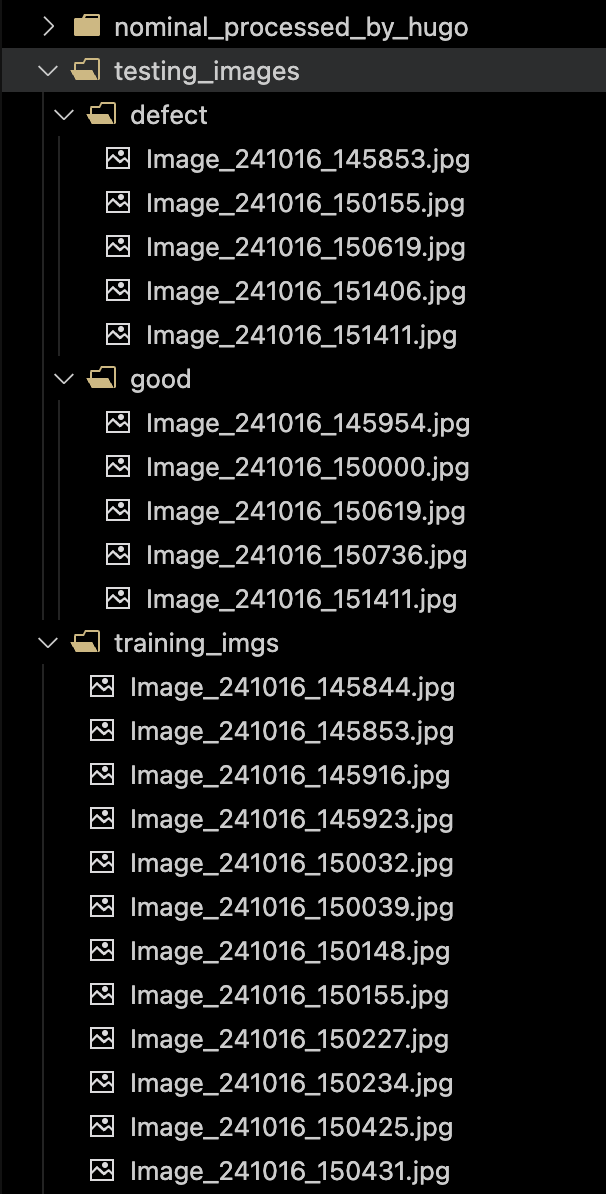 nominal_processed_by_hugo
testing_images
defect
Image_241016_145853.jpg
Image_241016_150155.jpg
Image_241016_150619.jpg
Image_241016_151406.jpg
Image_241016_151411.jpg
good
Image_241016_145954.jpg
Image_241016_150000.jpg
Image_241016_150619.jpg
Image_241016_150736.jpg
Image_241016_151411.jpg
training_imgs
Image_241016_145844.jpg
Image_241016_145853.jpg
Image_241016_145916.jpg
Image_241016_145923.jpg
Image_241016_150032.jpg
Image_241016_150039.jpg
Image_241016_150148.jpg
Image_241016_150155.jpg
Image_241016_150227.jpg
Image_241016_150234.jpg
Image_241016_150425.jpg
Image_241016_150431.jpg